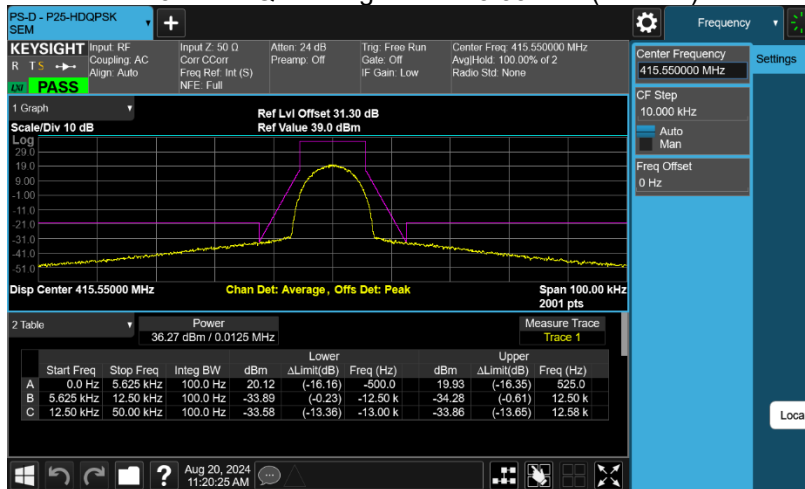 PS-D - P25-HDQPSK
SEM
Frequency
KEYSIGHT
R T S
LXI
PASS
Input: RF
Coupling: AC
Align: Auto
Input Z: 50 Ω
Corr CCorr
Freq Ref: Int (S)
NFE: Full
Atten: 24 dB
Preamp: Off
Trig: Free Run
Gate: Off
IF Gain: Low
Center Freq: 415.550000 MHz
Avg|Hold: 100.00% of 2
Radio Std: None
Center Frequency
415.550000 MHz
Settings
CF Step
10.000 kHz
Auto
Man
Freq Offset
0 Hz
1 Graph
Scale/Div 10 dB
Ref Lvl Offset 31.30 dB
Ref Value 39.0 dBm
Log
29.0
19.0
9.00
-1.00
-11.0
-21.0
-31.0
-41.0
-51.0
Disp Center 415.55000 MHz
Chan Det: Average , Offs Det: Peak
Span 100.00 kHz
2001 pts
2 Table
Power
36.27 dBm / 0.0125 MHz
Measure Trace
Trace 1
Lower Upper
Start Freq Stop Freq Integ BW dBm ΔLimit(dB) Freq (Hz) dBm ΔLimit(dB) Freq (Hz)
A 0.0 Hz 5.625 kHz 100.0 Hz 20.12 (-16.16) -500.0 19.93 (-16.35) 525.0
B 5.625 kHz 12.50 kHz 100.0 Hz -33.89 (-0.23) -12.50 k -34.28 (-0.61) 12.50 k
C 12.50 kHz 50.00 kHz 100.0 Hz -33.58 (-13.36) -13.00 k -33.86 (-13.65) 12.58 k
Loca
?
Aug 20, 2024
11:20:25 AM